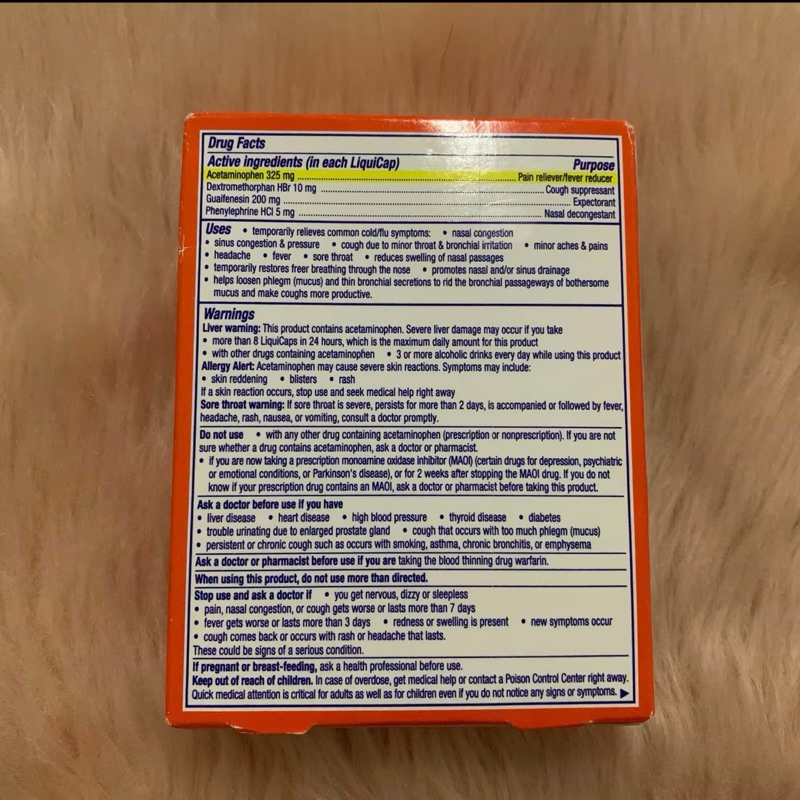 Drug Facts
Active ingredients (in each LiquiCap) Purpose
Acetaminophen 325 mg ........ Pain reliever/fever reducer
Dextromethorphan HBr 10 mg ........ Cough suppressant
Guaifenesin 200 mg ........ Expectorant
Phenylephrine HCl 5 mg ........ Nasal decongestant
Uses • temporarily relieves common cold/flu symptoms: • nasal congestion
• sinus congestion & pressure • cough due to minor throat & bronchial irritation • minor aches & pains
• headache • fever • sore throat • reduces swelling of nasal passages
• temporarily restores freer breathing through the nose • promotes nasal and/or sinus drainage
• helps loosen phlegm (mucus) and thin bronchial secretions to rid the bronchial passageways of bothersome
mucus and make coughs more productive.
Warnings
Liver warning: This product contains acetaminophen. Severe liver damage may occur if you take
• more than 8 LiquiCaps in 24 hours, which is the maximum daily amount for this product
• with other drugs containing acetaminophen • 3 or more alcoholic drinks every day while using this product
Allergy Alert: Acetaminophen may cause severe skin reactions. Symptoms may include:
• skin reddening • blisters • rash
If a skin reaction occurs, stop use and seek medical help right away
Sore throat warning: If sore throat is severe, persists for more than 2 days, is accompanied or followed by fever,
headache, rash, nausea, or vomiting, consult a doctor promptly.
Do not use • with any other drug containing acetaminophen (prescription or nonprescription). If you are not
sure whether a drug contains acetaminophen, ask a doctor or pharmacist.
• if you are now taking a prescription monoamine oxidase inhibitor (MAOI) (certain drugs for depression, psychiatric
or emotional conditions, or Parkinson's disease), or for 2 weeks after stopping the MAOI drug. If you do not
know if your prescription drug contains an MAOI, ask a doctor or pharmacist before taking this product.
Ask a doctor before use if you have
• liver disease • heart disease • high blood pressure • thyroid disease • diabetes
• trouble urinating due to enlarged prostate gland • cough that occurs with too much phlegm (mucus)
• persistent or chronic cough such as occurs with smoking, asthma, chronic bronchitis, or emphysema
Ask a doctor or pharmacist before use if you are taking the blood thinning drug warfarin.
When using this product, do not use more than directed.
Stop use and ask a doctor if • you get nervous, dizzy or sleepless
• pain, nasal congestion, or cough gets worse or lasts more than 7 days
• fever gets worse or lasts more than 3 days • redness or swelling is present • new symptoms occur
• cough comes back or occurs with rash or headache that lasts.
These could be signs of a serious condition.
If pregnant or breast-feeding, ask a health professional before use.
Keep out of reach of children. In case of overdose, get medical help or contact a Poison Control Center right away.
Quick medical attention is critical for adults as well as for children even if you do not notice any signs or symptoms. ▶